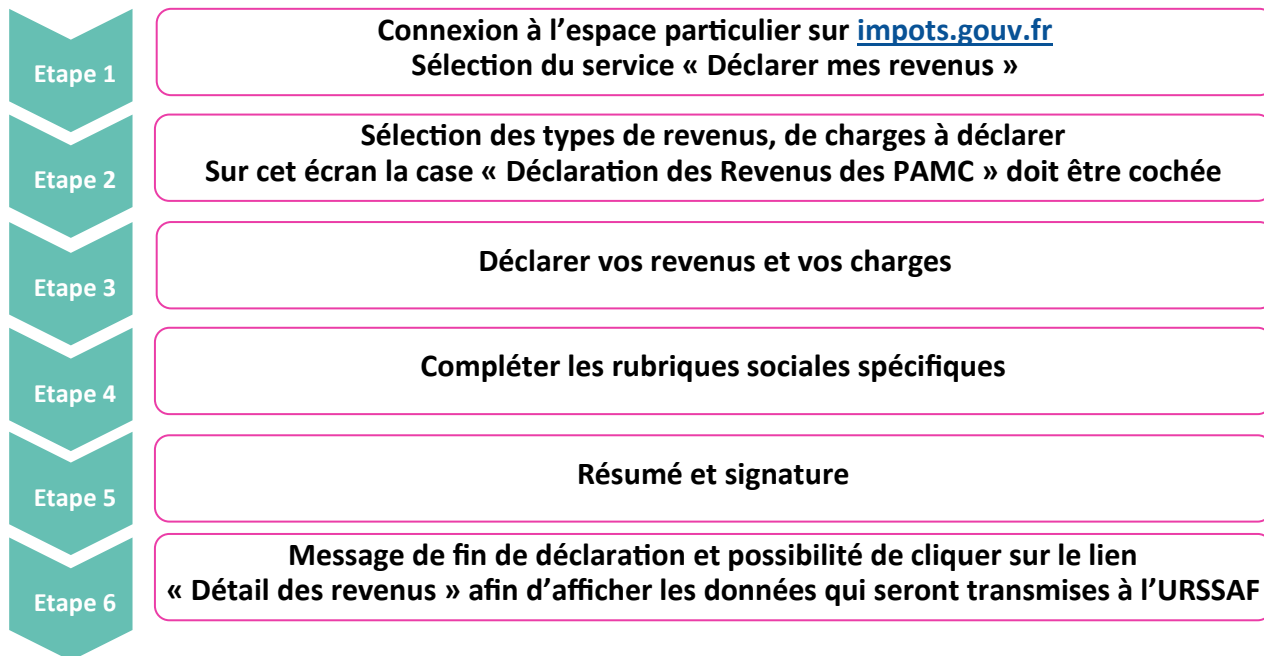 Etape 1
Connexion à l’espace particulier sur impots.gouv.fr
Sélection du service « Déclarer mes revenus »
Etape 2
Sélection des types de revenus, de charges à déclarer
Sur cet écran la case « Déclaration des Revenus des PAMC » doit être cochée
Etape 3
Déclarer vos revenus et vos charges
Etape 4
Compléter les rubriques sociales spécifiques
Etape 5
Résumé et signature
Etape 6
Message de fin de déclaration et possibilité de cliquer sur le lien
« Détail des revenus » afin d’afficher les données qui seront transmises à l’URSSAF